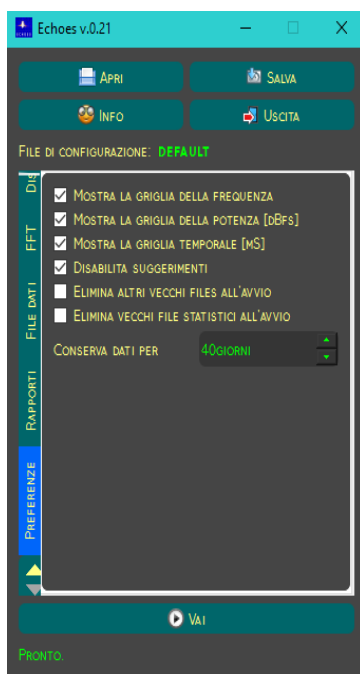 Echoes v.0.21
Apri
Salva
Info
Uscita
File di configurazione: DEFAULT
Dis
FFT
File dati
Rapporti
Preferenze
Mostra la griglia della frequenza
Mostra la griglia della potenza [dBfs]
Mostra la griglia temporale [mS]
Disabilita suggerimenti
Elimina altri vecchi files all'avvio
Elimina vecchi file statistici all'avvio
Conserva dati per 40giorni
Vai
Pronto.